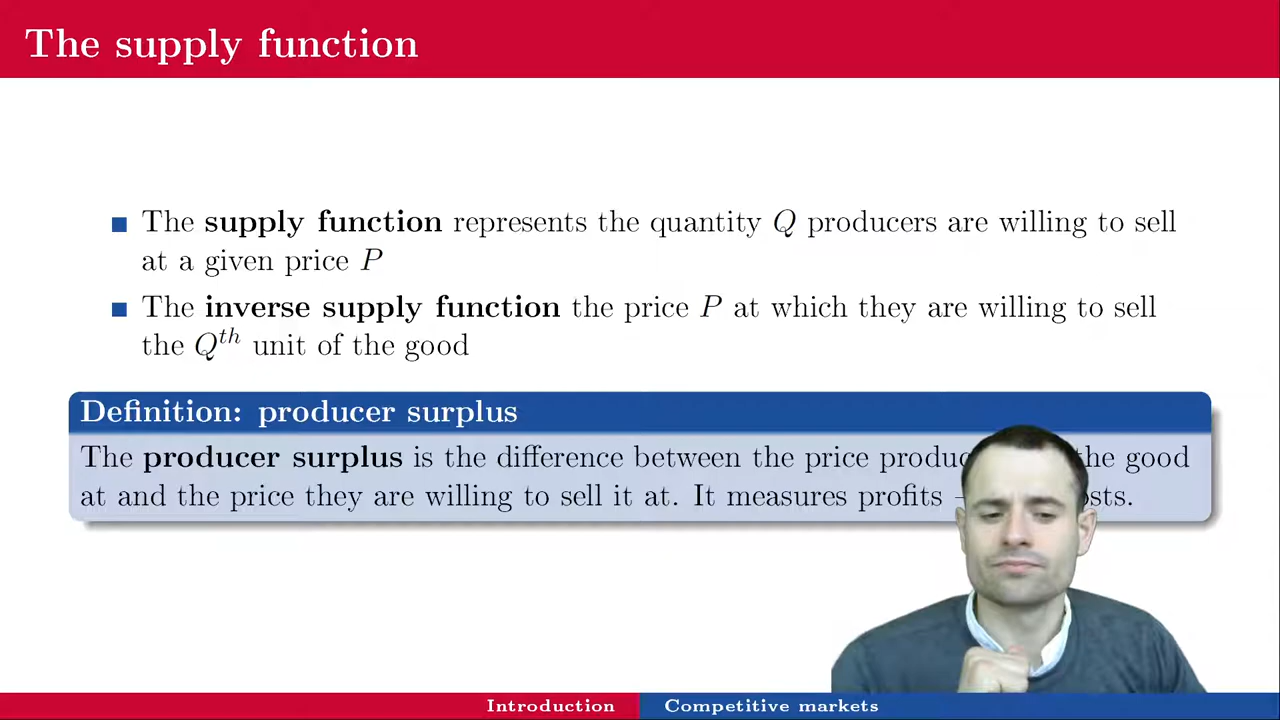 The supply function
The supply function represents the quantity Q producers are willing to sell
at a given price P
The inverse supply function the price P at which they are willing to sell
the Qth unit of the good
Definition: producer surplus
The producer surplus is the difference between the price the good
at and the price they are willing to sell it at. It measures profits
Introduction
Competitive markets